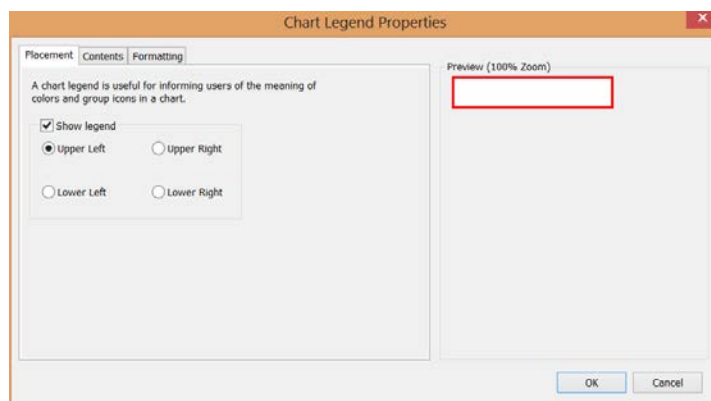 Chart Legend Properties
Placement Contents Formatting
A chart legend is useful for informing users of the meaning of
colors and group icons in a chart.
Show legend
Upper Left Upper Right
Lower Left Lower Right
Preview (100% Zoom)
OK Cancel